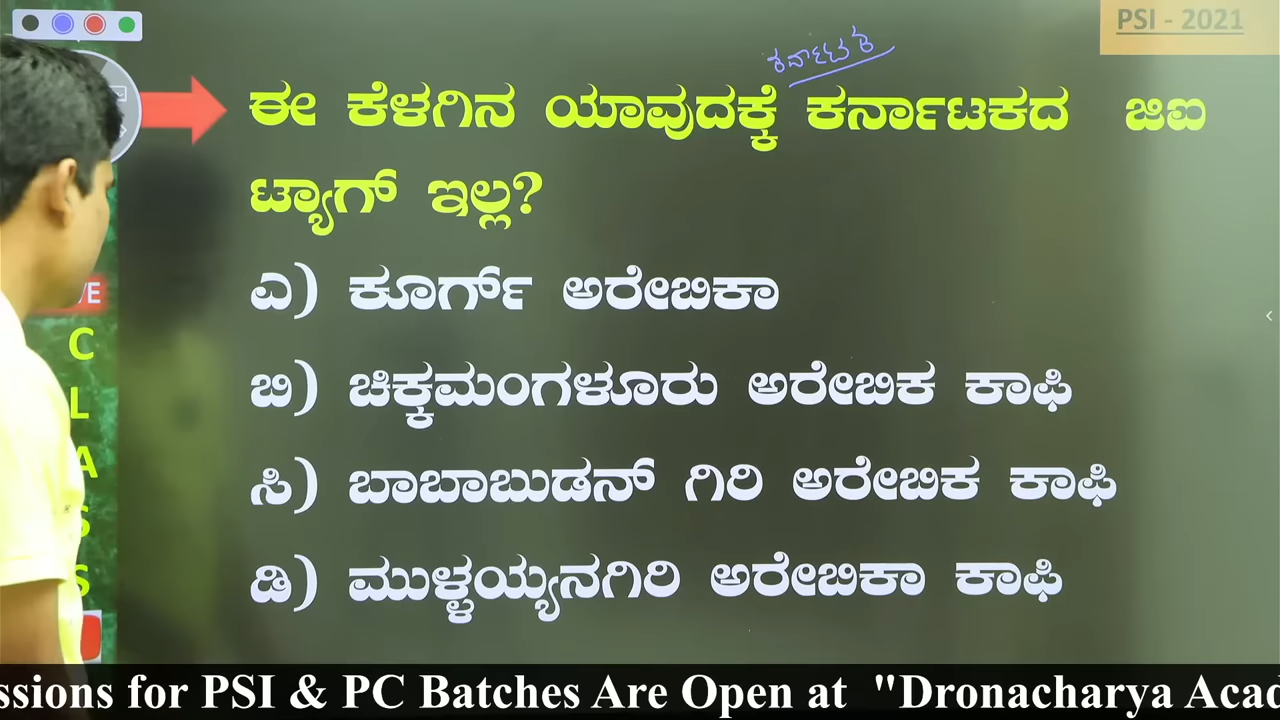 PSI - 2021
ಕರ್ನಾಟಕ
ಈ ಕೆಳಗಿನ ಯಾವುದಕ್ಕೆ ಕರ್ನಾಟಕದ ಜಿಐ
ಟ್ಯಾಗ್ ಇಲ್ಲ?
ಎ) ಕೂರ್ಗ್ ಅರೇಬಿಕಾ
ಬಿ) ಚಿಕ್ಕಮಂಗಳೂರು ಅರೇಬಿಕ ಕಾಫಿ
ಸಿ) ಬಾಬಾಬುಡನ್ ಗಿರಿ ಅರೇಬಿಕ ಕಾಫಿ
ಡಿ) ಮುಳ್ಳಯ್ಯನಗಿರಿ ಅರೇಬಿಕಾ ಕಾಫಿ
C
L
A
S
S
ssions for PSI & PC Batches Are Open at "Dronacharya Acad